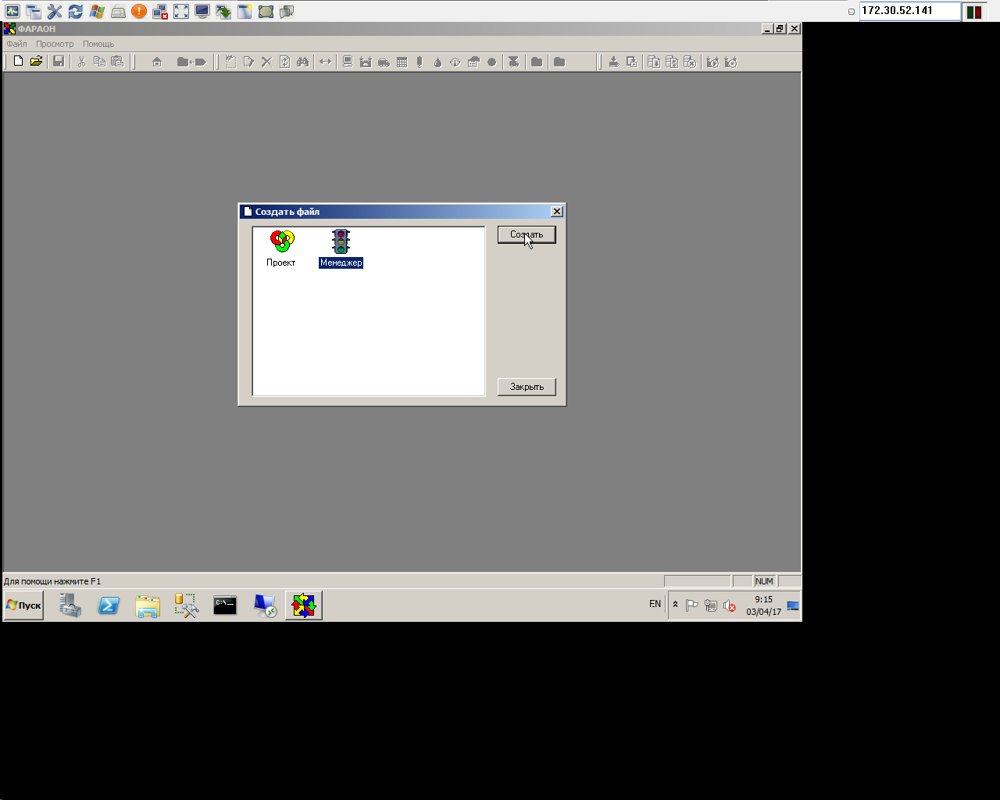 172.30.52.141
ФАРАОН
Файл Просмотр Помощь
Создать файл
Создать
Проект
Менеджер
Закрыть
Для помощи нажмите F1
NUM
Пуск
C:\
EN
9:15
03/04/17